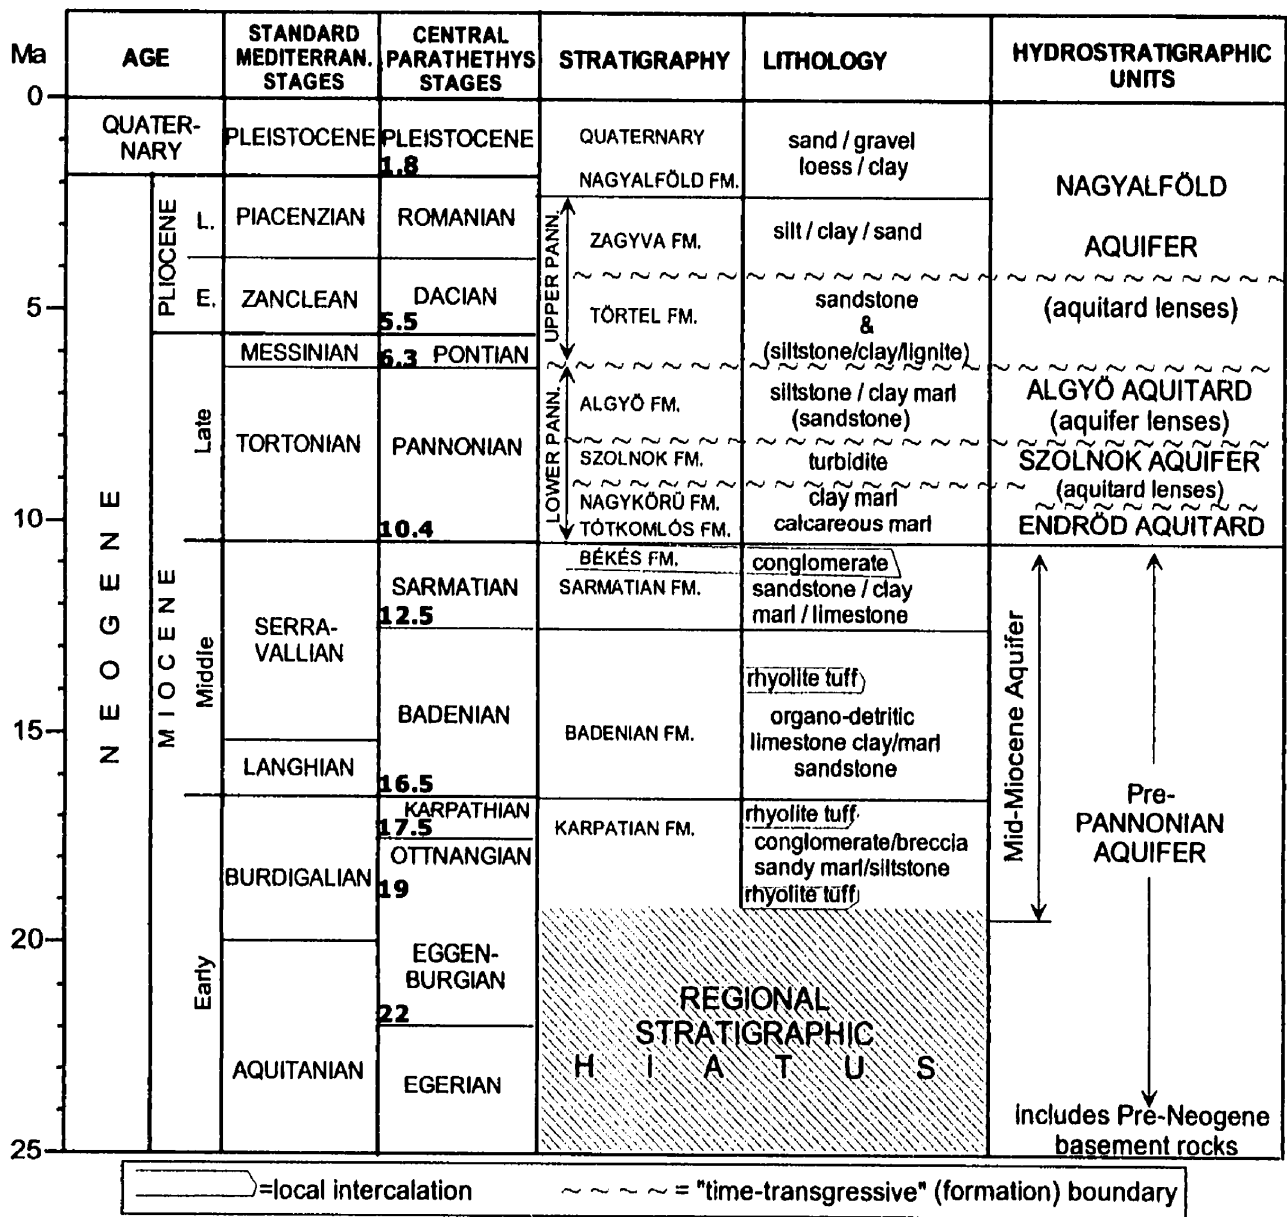 Ma
AGE
STANDARD
MEDITERRAN.
STAGES
CENTRAL
PARATHETHYS
STAGES
STRATIGRAPHY
LITHOLOGY
HYDROSTRATIGRAPHIC
UNITS
0
5
10
15
20
25
QUATER-
NARY
NEOGENE
PLIOCENE
L.
E.
MIOCENE
Late
Middle
Early
PLEISTOCENE
PIACENZIAN
ZANCLEAN
MESSINIAN
TORTONIAN
SERRA-
VALLIAN
LANGHIAN
BURDIGALIAN
AQUITANIAN
PLEISTOCENE
1.8
ROMANIAN
DACIAN
5.5
6.3 PONTIAN
PANNONIAN
10.4
SARMATIAN
12.5
BADENIAN
16.5
KARPATHIAN
17.5
OTTNANGIAN
19
EGGEN-
BURGIAN
22
EGERIAN
UPPER PANN.
LOWER PANN.
QUATERNARY
NAGYALFÖLD FM.
ZAGYVA FM.
TÖRTEL FM.
ALGYÖ FM.
SZOLNOK FM.
NAGYKÖRÜ FM.
TÓTKOMLÓS FM.
BÉKÉS FM.
SARMATIAN FM.
BADENIAN FM.
KARPATIAN FM.
sand / gravel
loess / clay
silt / clay / sand
sandstone
&
(siltstone/clay/lignite)
siltstone / clay marl
(sandstone)
turbidite
clay marl
calcareous marl
conglomerate
sandstone / clay
marl / limestone
rhyolite tuff
organo-detritic
limestone clay/marl
sandstone
rhyolite tuff
conglomerate/breccia
sandy marl/siltstone
rhyolite tuff
REGIONAL
STRATIGRAPHIC
HIATUS
NAGYALFÖLD
AQUIFER
(aquitard lenses)
ALGYÖ AQUITARD
(aquifer lenses)
SZOLNOK AQUIFER
(aquitard lenses)
ENDRÖD AQUITARD
Mid-Miocene Aquifer
Pre-
PANNONIAN
AQUIFER
includes Pre-Neogene
basement rocks
=local intercalation
~ ~ ~ ~ ~ = "time-transgressive" (formation) boundary